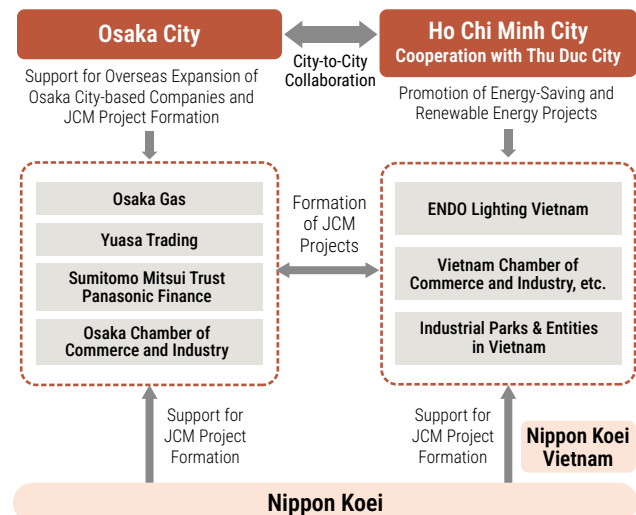 Osaka City
City-to-City
Collaboration
Ho Chi Minh City
Cooperation with Thu Duc City
Support for Overseas Expansion of
Osaka City-based Companies and
JCM Project Formation
Promotion of Energy-Saving and
Renewable Energy Projects
Osaka Gas
Yuasa Trading
Sumitomo Mitsui Trust
Panasonic Finance
Osaka Chamber of
Commerce and Industry
Formation
of JCM
Projects
ENDO Lighting Vietnam
Vietnam Chamber of
Commerce and Industry, etc.
Industrial Parks & Entities
in Vietnam
Support for
JCM Project
Formation
Support for
JCM Project
Formation
Nippon Koei
Vietnam
Nippon Koei